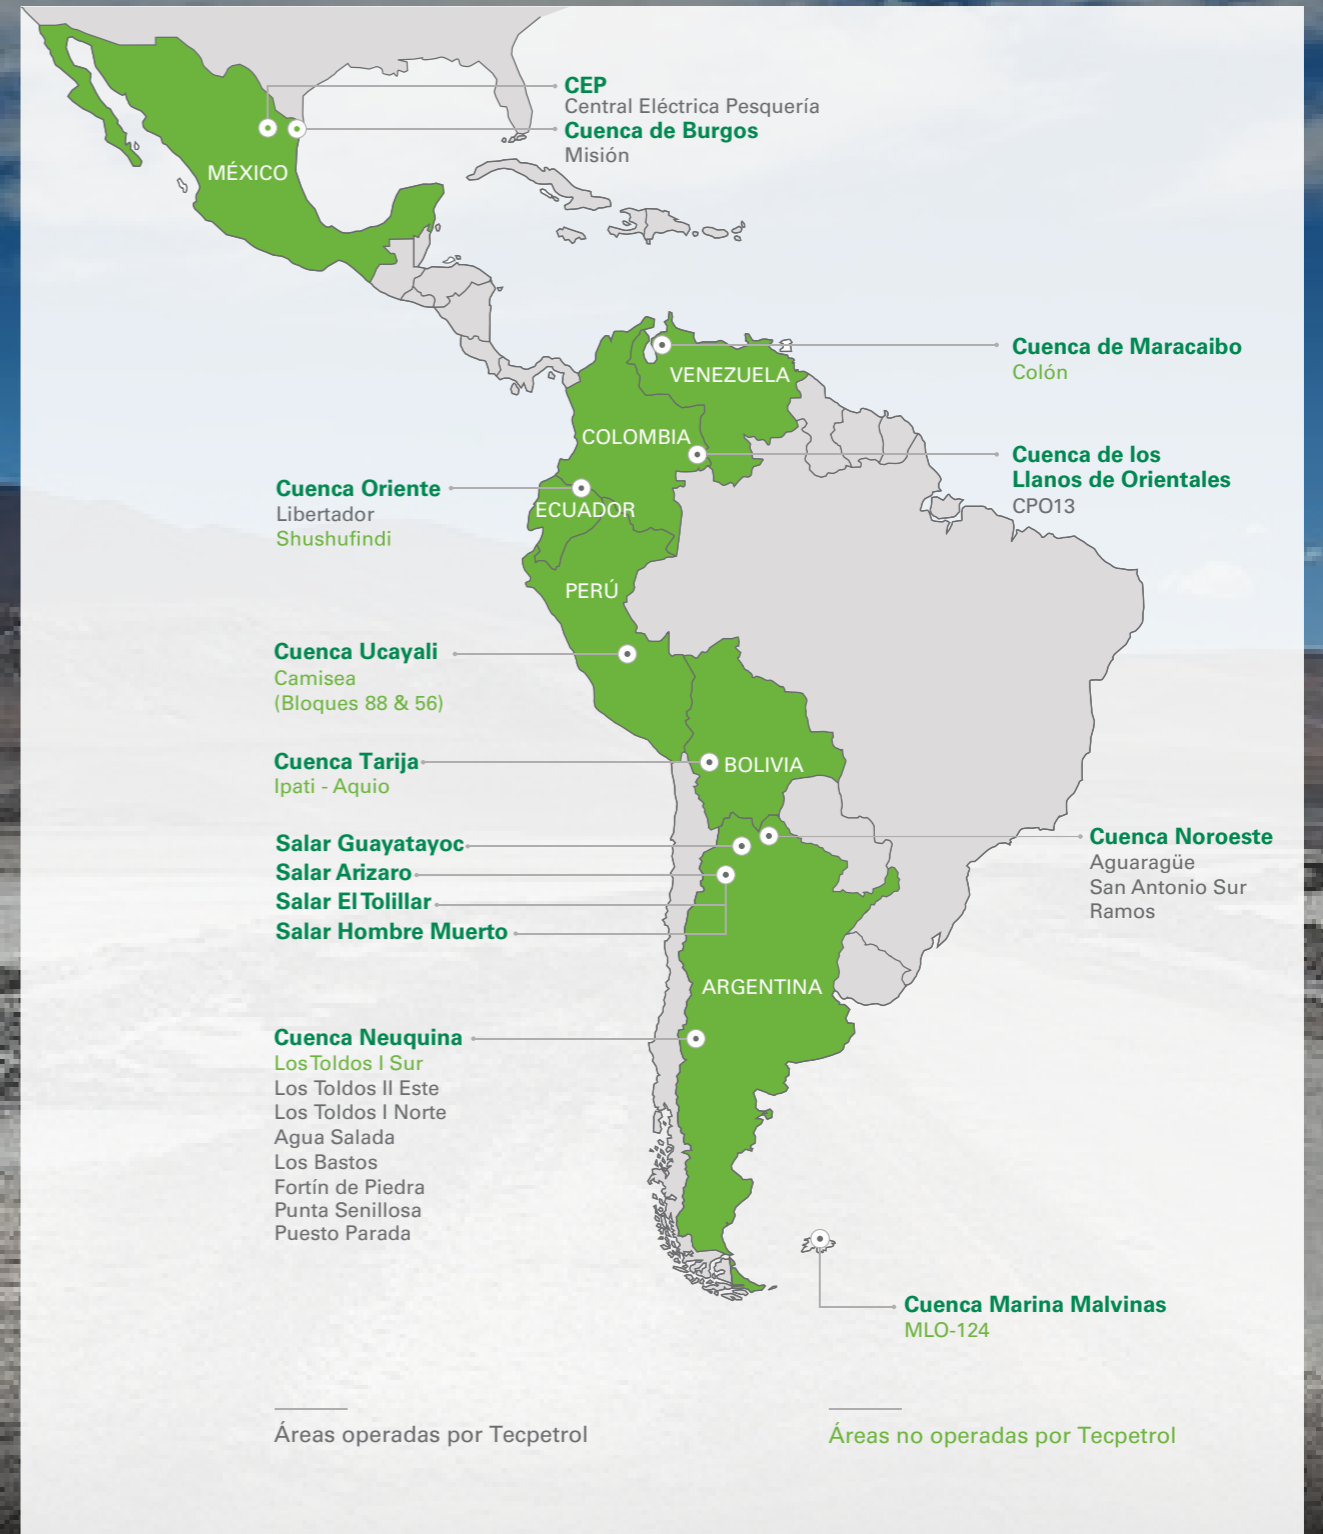 CEP
Central Eléctrica Pesquería
Cuenca de Burgos
Misión
MÉXICO
Cuenca de Maracaibo
Colón
VENEZUELA
COLOMBIA
Cuenca de los
Llanos de Orientales
CPO13
Cuenca Oriente
Libertador
Shushufindi
ECUADOR
PERÚ
Cuenca Ucayali
Camisea
(Bloques 88 & 56)
Cuenca Tarija
Ipati - Aquio
BOLIVIA
Salar Guayatayoc
Salar Arizaro
Salar El Tolillar
Salar Hombre Muerto
Cuenca Noroeste
Aguaragüe
San Antonio Sur
Ramos
ARGENTINA
Cuenca Neuquina
Los Toldos I Sur
Los Toldos II Este
Los Toldos I Norte
Agua Salada
Los Bastos
Fortín de Piedra
Punta Senillosa
Puesto Parada
Cuenca Marina Malvinas
MLO-124
Áreas operadas por Tecpetrol
Áreas no operadas por Tecpetrol